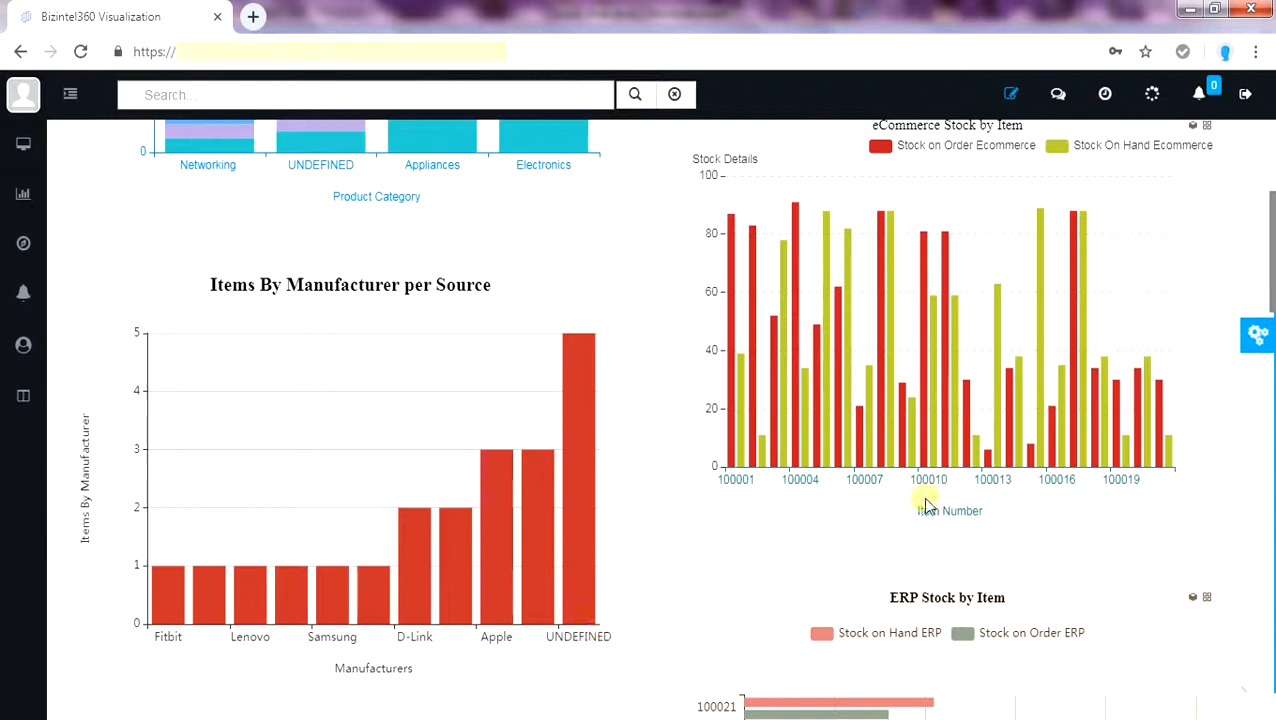 Bizintel360 Visualization
https://
Search...
0
0
Networking UNDEFINED Appliances Electronics
Product Category
eCommerce Stock by Item
Stock on Order Ecommerce Stock On Hand Ecommerce
Stock Details
100
80
60
40
20
0
100001 100004 100007 100010 100013 100016 100019
Item Number
Items By Manufacturer per Source
Items By Manufacturer
5
4
3
2
1
0
Fitbit Lenovo Samsung D-Link Apple UNDEFINED
Manufacturers
ERP Stock by Item
Stock on Hand ERP Stock on Order ERP
100021